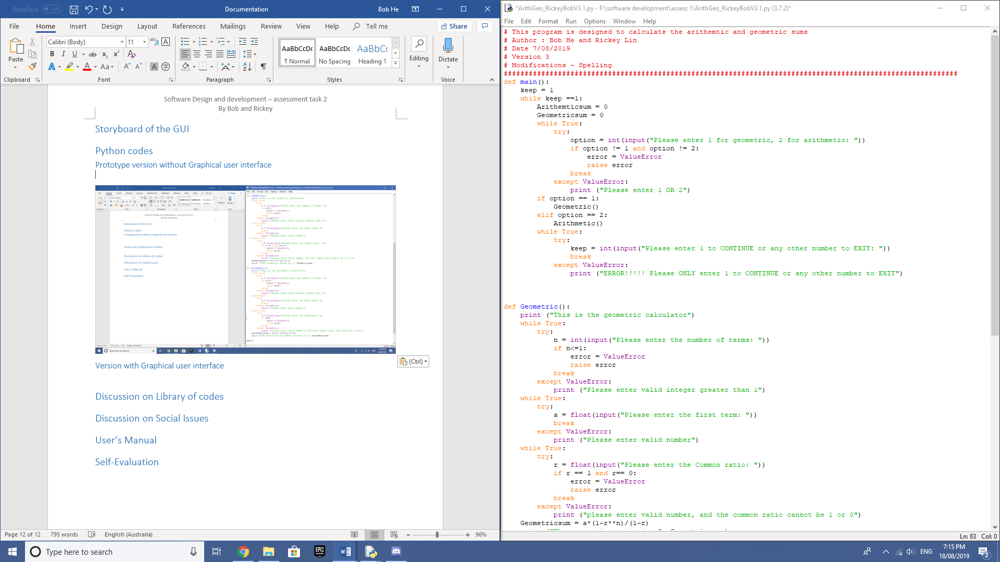 AutoSave Off
Documentation
Bob He
File Home Insert Design Layout References Mailings Review View Help Tell me
Share
Paste
Calibri (Body) 11
AaBbCcDc AaBbCcDc AaBbCc
¶ Normal No Spacing Heading 1
Editing
Dictate
Clipboard Font Paragraph Styles Voice
Software Design and development – assessment task 2
By Bob and Rickey
Storyboard of the GUI
Python codes
Prototype version without Graphical user interface
(Ctrl)
Version with Graphical user interface
Discussion on Library of codes
Discussion on Social Issues
User’s Manual
Self-Evaluation
Page 12 of 12 795 words English (Australia) 96%
*ArithGeo_RickeyBobV3.1.py - F:\software development\assess 1\ArithGeo_RickeyBobV3.1.py (3.7.2)*
File Edit Format Run Options Window Help
# This program is designed to calculate the arithemtic and geometric sums
# Author : Bob He and Rickey Lin
# Date 7/08/2019
# Version 3
# Modifications - Spelling
#############################################################################################################
def main():
    keep = 1
    while keep ==1:
        Arithemticsum = 0
        Geometricsum = 0
        while True:
            try:
                option = int(input("Please enter 1 for geometric, 2 for arithmetic: "))
                if option != 1 and option != 2:
                    error = ValueError
                    raise error
                break
            except ValueError:
                print ("Please enter 1 OR 2")
        if option == 1:
            Geometric()
        elif option == 2:
            Arithmetic()
        while True:
            try:
                keep = int(input("Please enter 1 to CONTINUE or any other number to EXIT: "))
                break
            except ValueError:
                print ("ERROR!!!!! Please ONLY enter 1 to CONTINUE or any other number to EXIT")
def Geometric():
    print ("This is the geometric calculator")
    while True:
        try:
            n = int(input("Please enter the number of terms: "))
            if n<=1:
                error = ValueError
                raise error
            break
        except ValueError:
            print ("Please enter valid integer greater than 1")
    while True:
        try:
            a = float(input("Please enter the first term: "))
            break
        except ValueError:
            print ("Please enter valid number")
    while True:
        try:
            r = float(input("Please enter the Common ratio: "))
            if r == 1 and r== 0:
                error = ValueError
                raise error
            break
        except ValueError:
            print ("please enter valid number, and the common ratio cannot be 1 or 0")
    Geometricsum = a*(1-r**n)/(1-r)
Ln: 83 Col: 0
Type here to search
EPIC GAMES
ENG
7:15 PM
18/08/2019
2